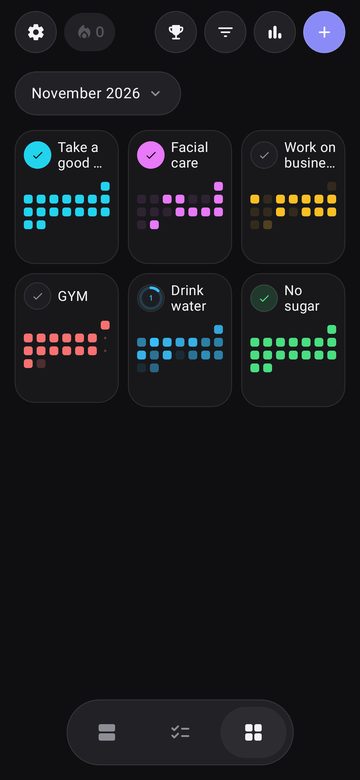 0
November 2026
Take a
good ...
Facial
care
Work on
busine...
GYM
1
Drink
water
No
sugar